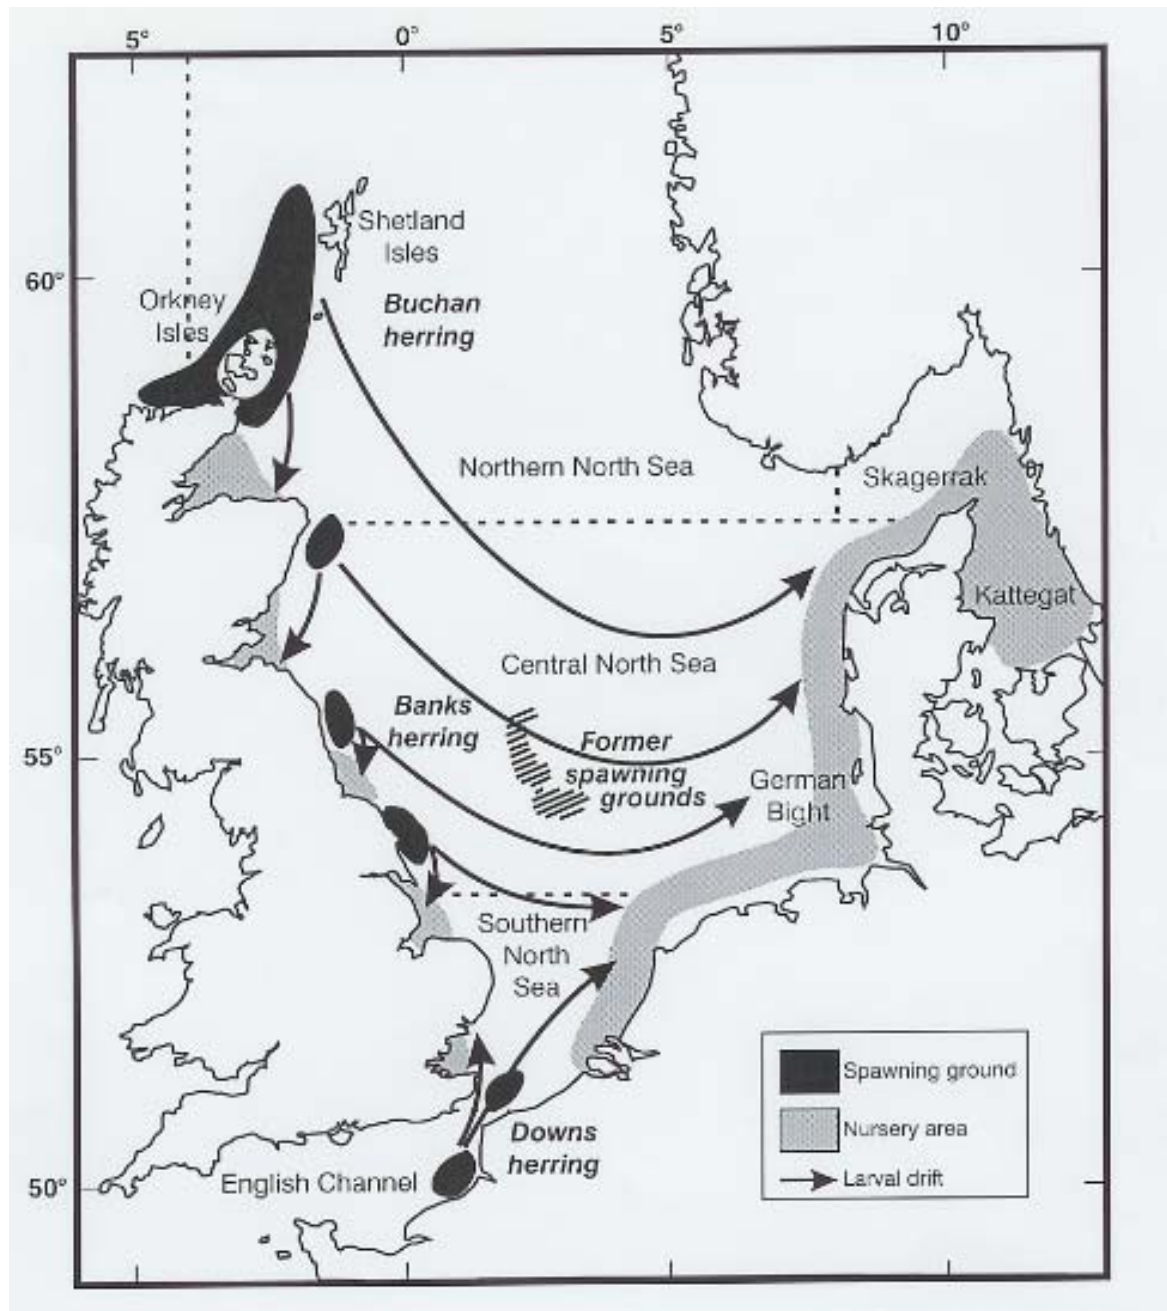 5°
0°
5°
10°
Shetland
Isles
60°
Orkney
Isles
Buchan
herring
Northern North Sea
Skagerrak
Kattegat
Central North Sea
Banks
herring
Former
spawning
grounds
55°
German
Bight
Southern
North
Sea
Spawning ground
Nursery area
Larval drift
Downs
herring
50°
English Channel